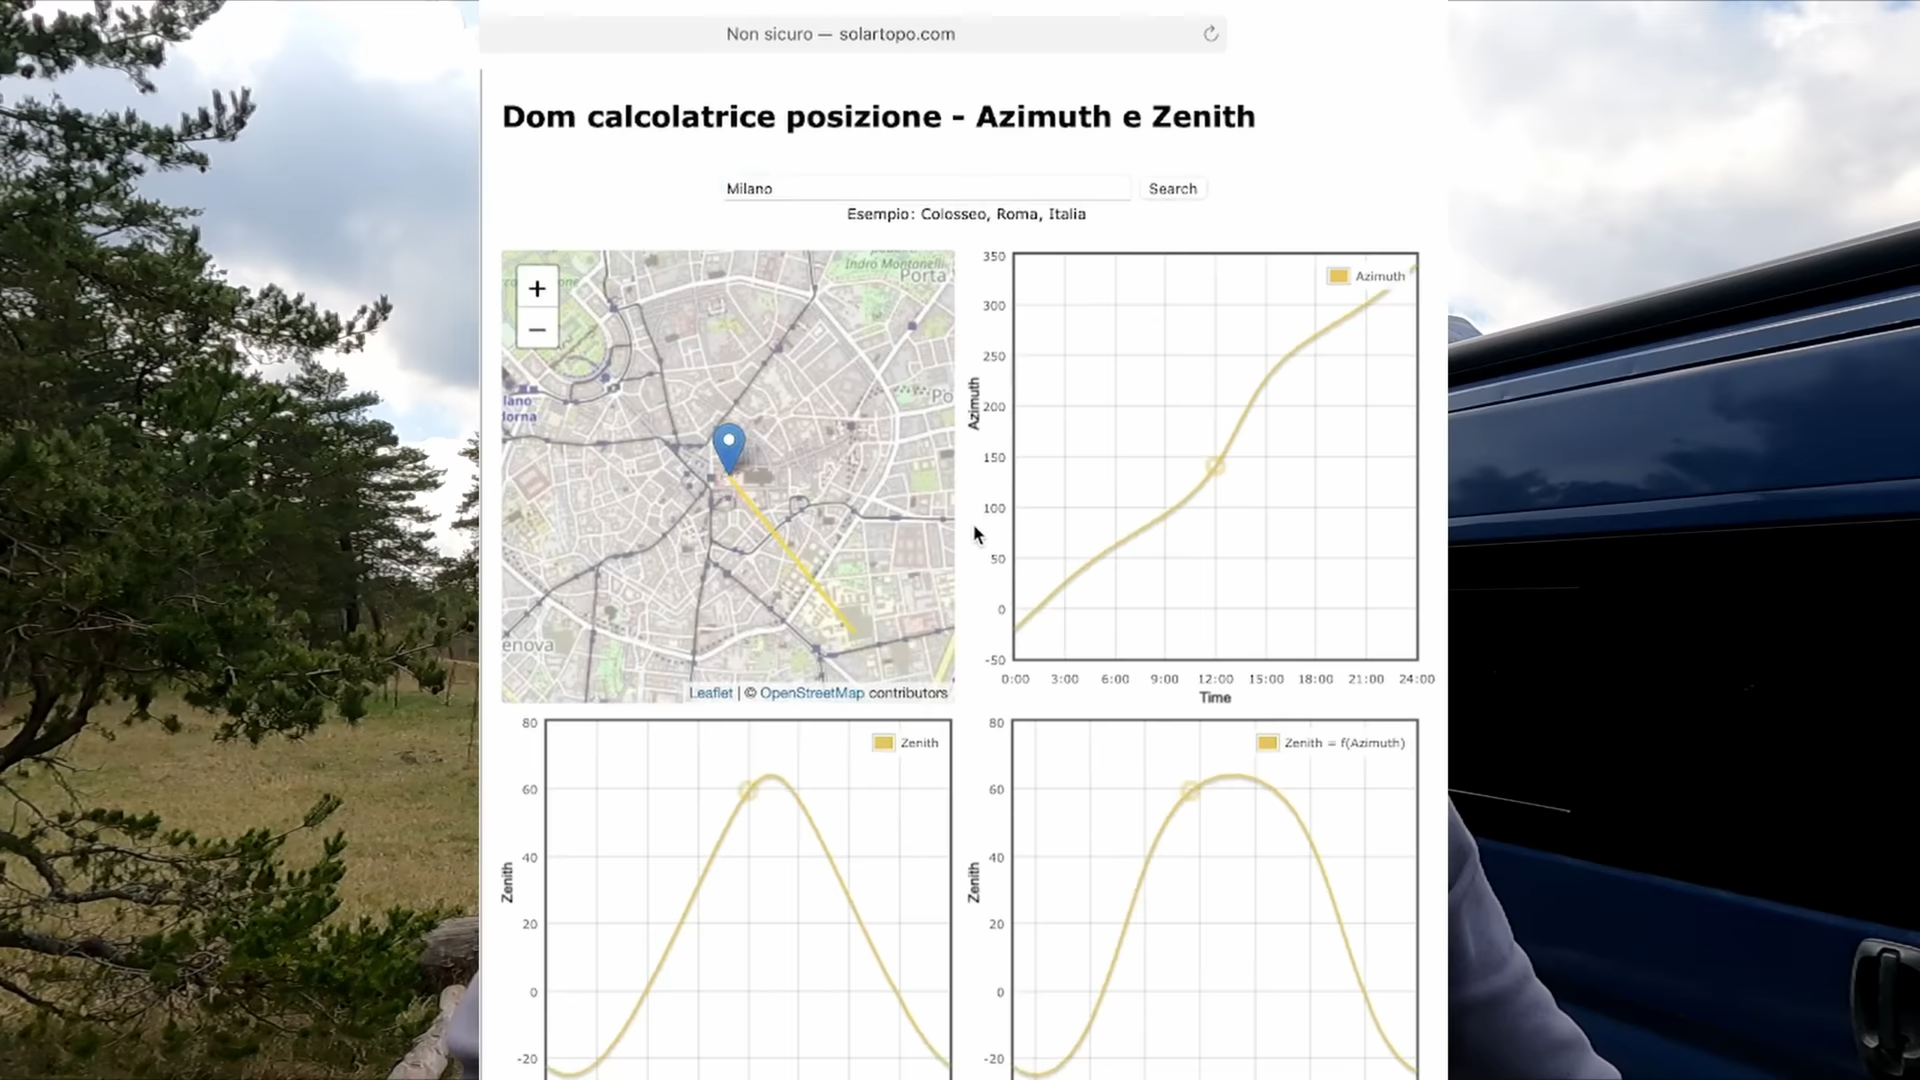 Non sicuro — solartopo.com
Dom calcolatrice posizione - Azimuth e Zenith
Milano
Search
Esempio: Colosseo, Roma, Italia
+
−
Indro Montanelli
Porta
lano
dorna
Po
enova
Leaflet | © OpenStreetMap contributors
Azimuth
350
300
250
200
150
100
50
0
-50
Azimuth
0:00 3:00 6:00 9:00 12:00 15:00 18:00 21:00 24:00
Time
Zenith
80
60
40
20
0
-20
Zenith
Zenith = f(Azimuth)
80
60
40
20
0
-20
Zenith